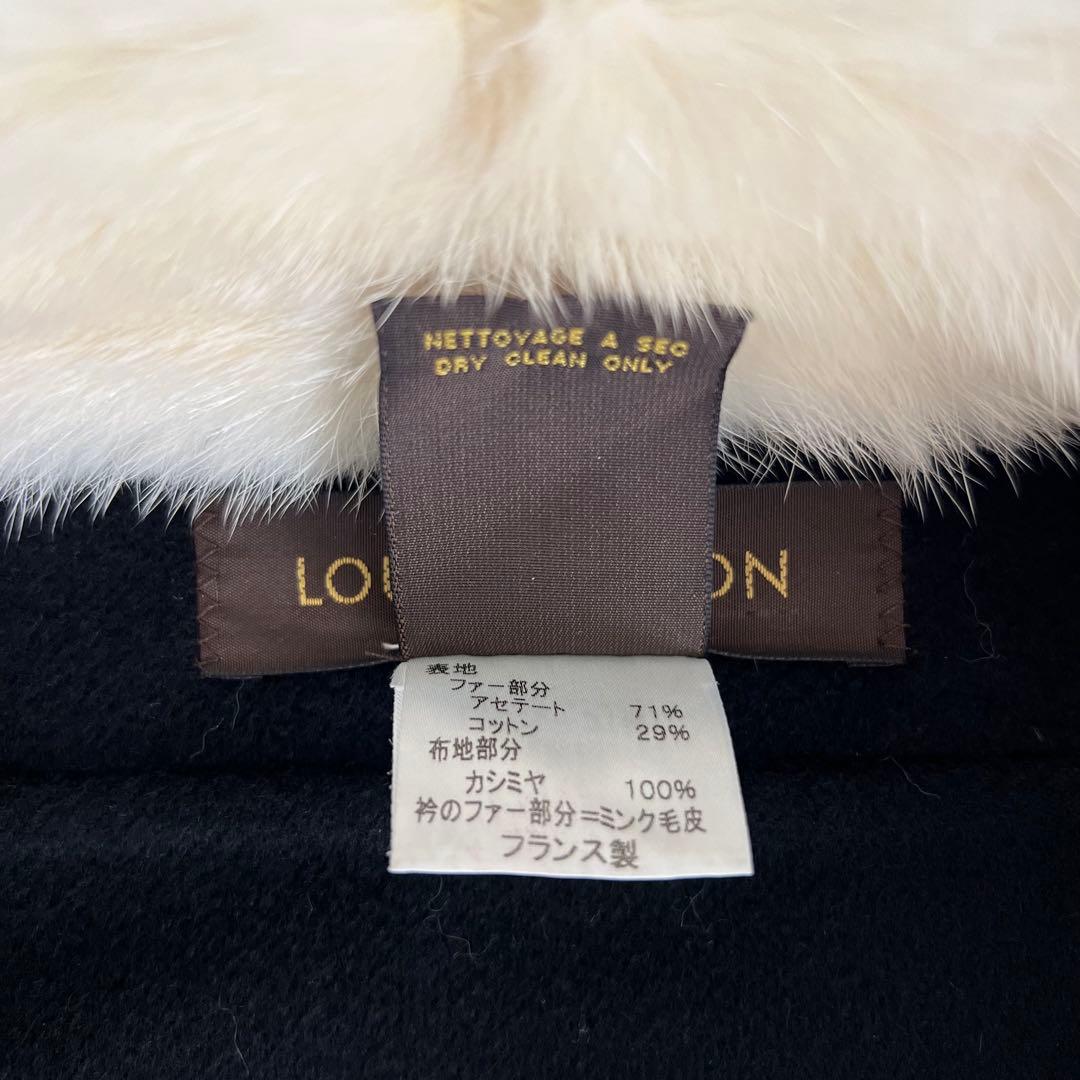 NETTOYAGE A SEC
DRY CLEAN ONLY
LOU ON
表地
ファー部分
アセテート 71%
コットン 29%
布地部分
カシミヤ 100%
衿のファー部分=ミンク毛皮
フランス製